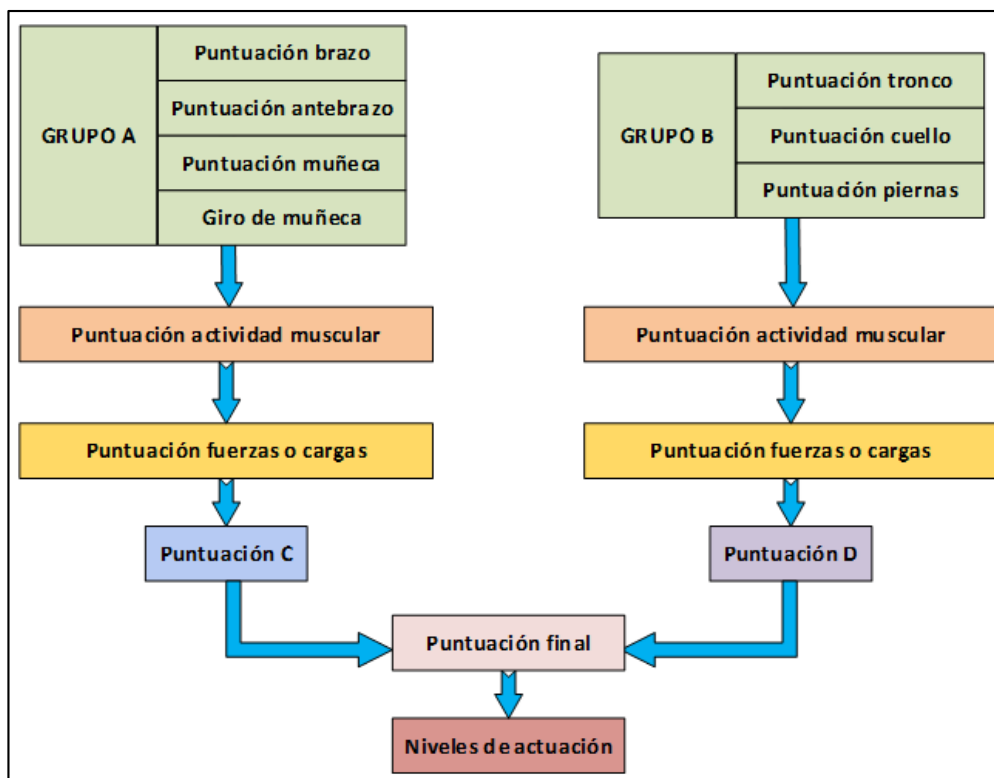 GRUPO A
Puntuación brazo
Puntuación antebrazo
Puntuación muñeca
Giro de muñeca
GRUPO B
Puntuación tronco
Puntuación cuello
Puntuación piernas
Puntuación actividad muscular
Puntuación actividad muscular
Puntuación fuerzas o cargas
Puntuación fuerzas o cargas
Puntuación C
Puntuación D
Puntuación final
Niveles de actuación